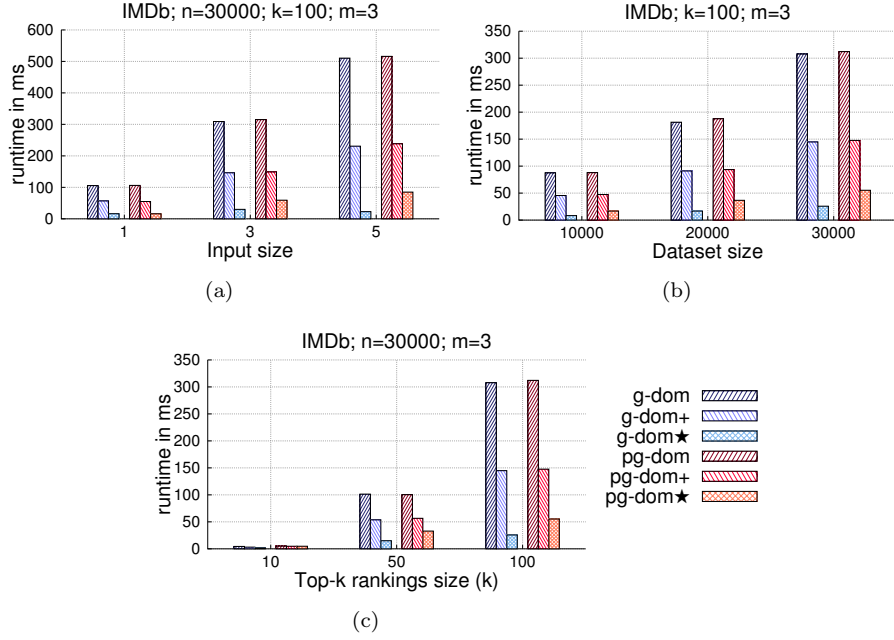 IMDb; n=30000; k=100; m=3
runtime in ms
600
500
400
300
200
100
0
1 3 5
Input size
(a)
IMDb; k=100; m=3
runtime in ms
350
300
250
200
150
100
50
0
10000 20000 30000
Dataset size
(b)
IMDb; n=30000; m=3
runtime in ms
350
300
250
200
150
100
50
0
10 50 100
Top-k rankings size (k)
(c)
g-dom
g-dom+
g-dom★
pg-dom
pg-dom+
pg-dom★